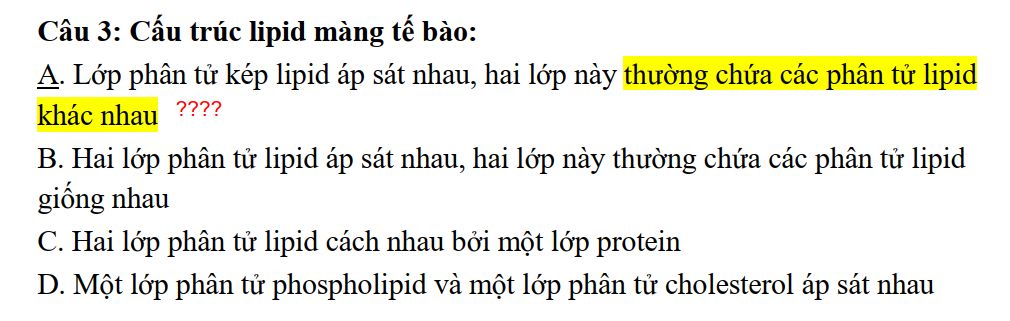 Câu 3: Cấu trúc lipid màng tế bào:
A. Lớp phân tử kép lipid áp sát nhau, hai lớp này thường chứa các phân tử lipid
khác nhau ????
B. Hai lớp phân tử lipid áp sát nhau, hai lớp này thường chứa các phân tử lipid
giống nhau
C. Hai lớp phân tử lipid cách nhau bởi một lớp protein
D. Một lớp phân tử phospholipid và một lớp phân tử cholesterol áp sát nhau